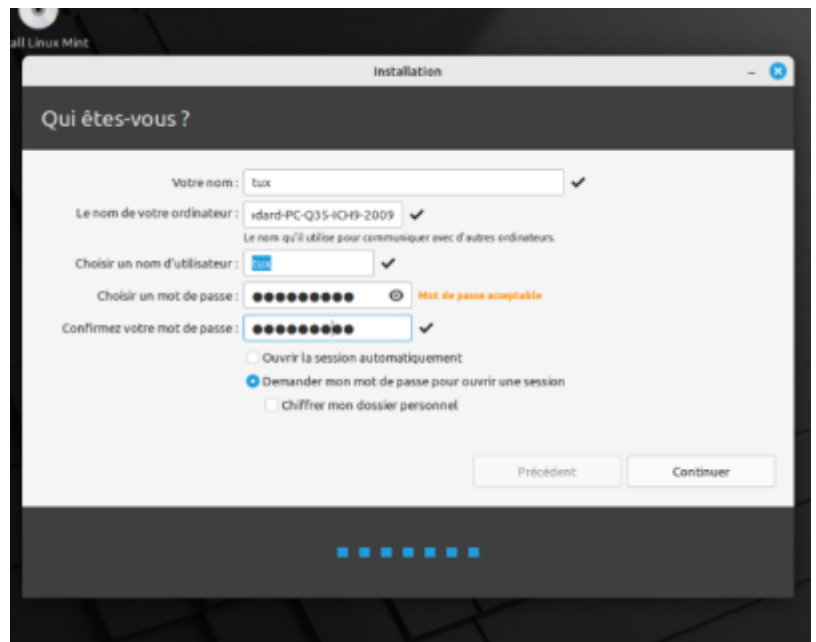 all Linux Mint
Installation
Qui êtes-vous ?
Votre nom : tux
Le nom de votre ordinateur : ıdard-PC-Q35-ICH9-2009
Le nom qu'il utilise pour communiquer avec d'autres ordinateurs.
Choisir un nom d'utilisateur : tux
Choisir un mot de passe : ●●●●●●●●● Mot de passe acceptable
Confirmez votre mot de passe : ●●●●●●●●●
Ouvrir la session automatiquement
Demander mon mot de passe pour ouvrir une session
Chiffrer mon dossier personnel
Précédent Continuer